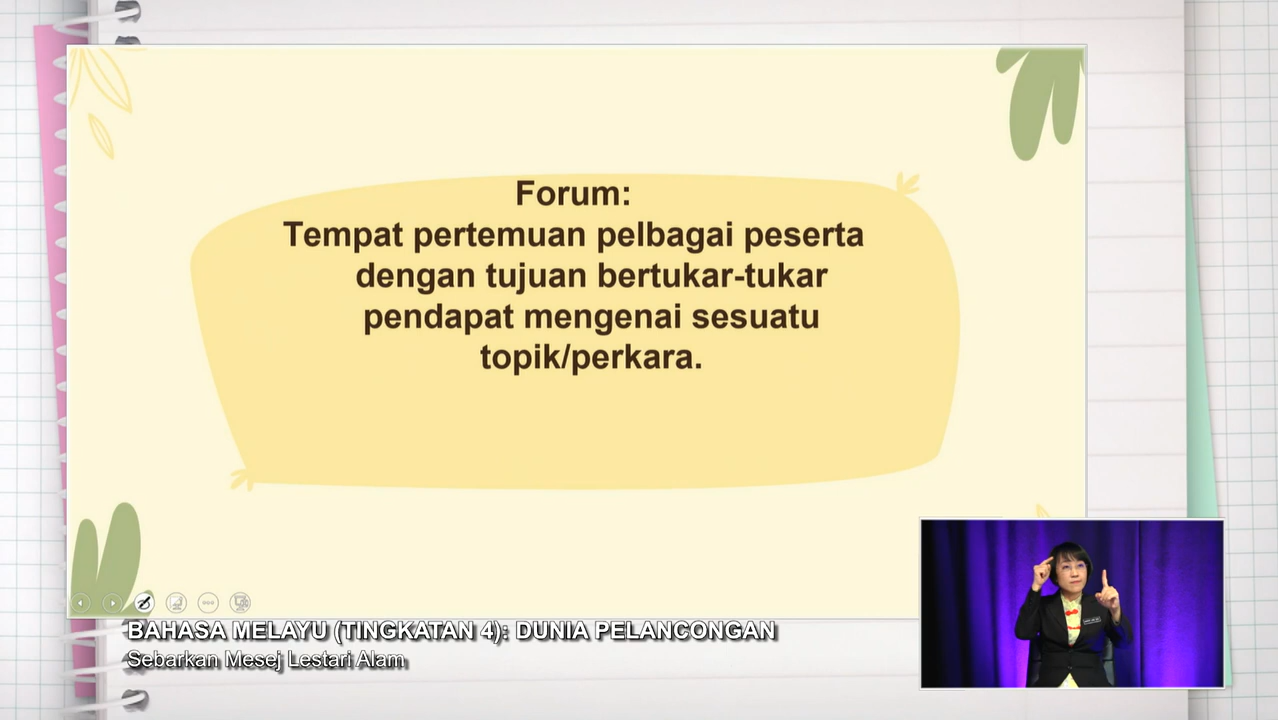 Forum:
Tempat pertemuan pelbagai peserta
dengan tujuan bertukar-tukar
pendapat mengenai sesuatu
topik/perkara.
BAHASA MELAYU (TINGKATAN 4): DUNIA PELANCONGAN
Sebarkan Mesej Lestari Alam